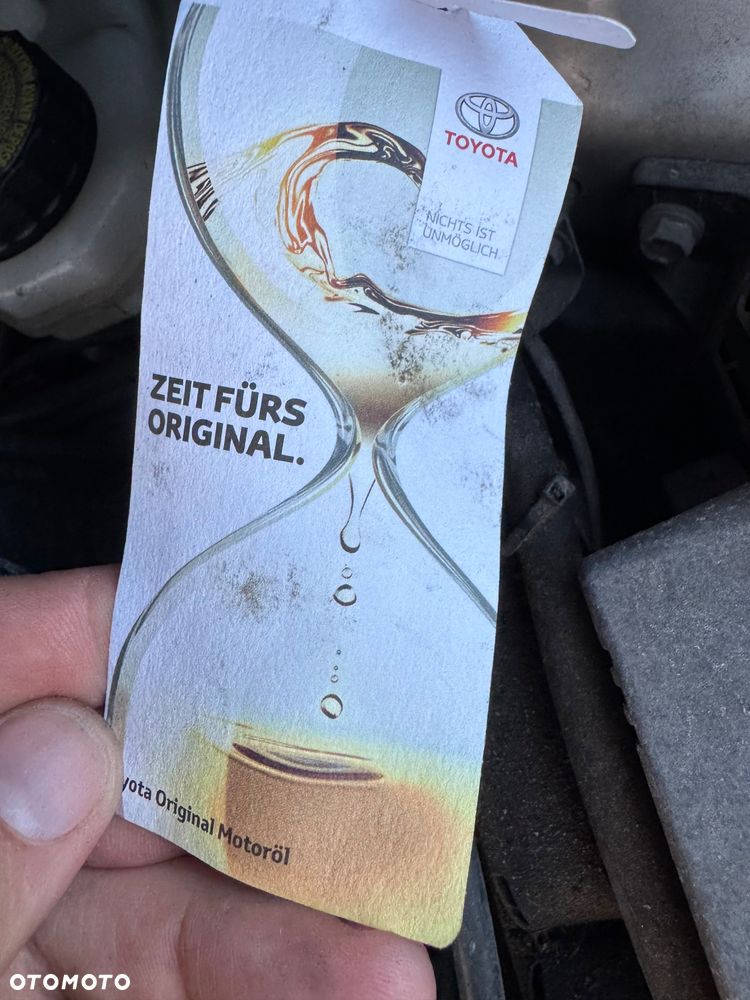 TOYOTA
NICHTS IST
UNMÖGLICH
ZEIT FÜRS
ORIGINAL.
yota Original Motoröl
OTOMOTO